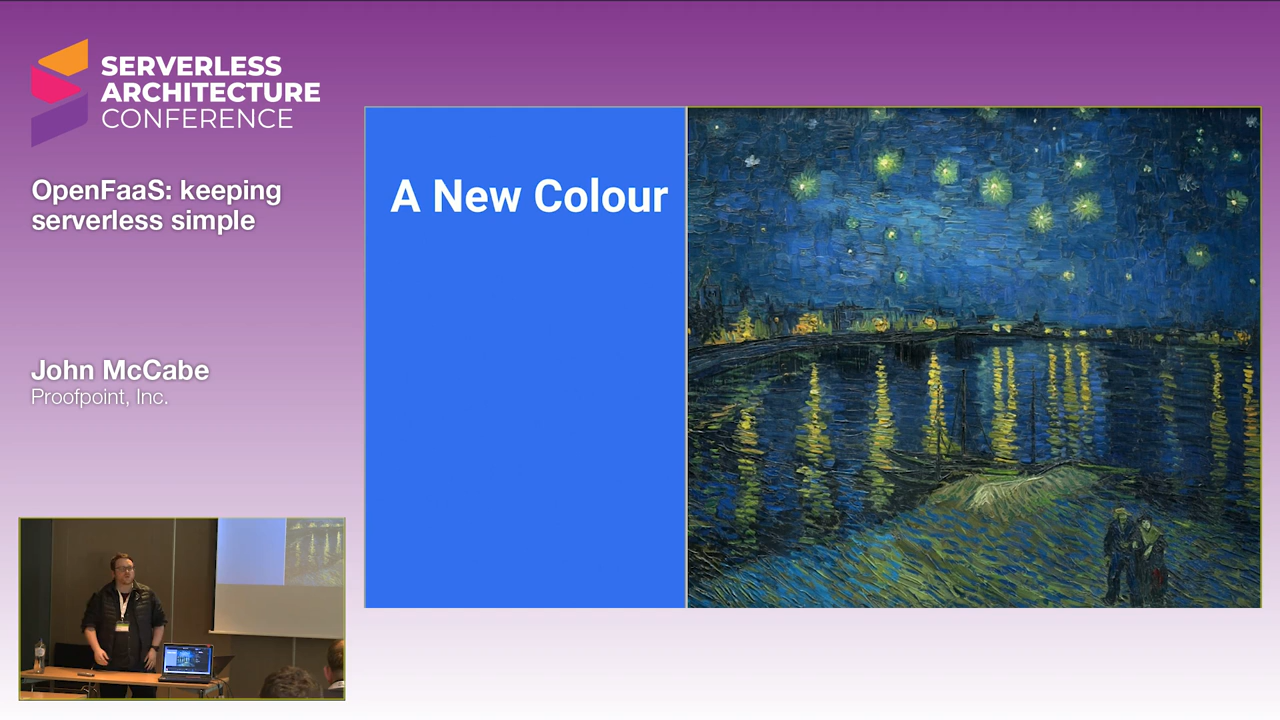 SERVERLESS
ARCHITECTURE
CONFERENCE
OpenFaaS: keeping
serverless simple
John McCabe
Proofpoint, Inc.
A New Colour